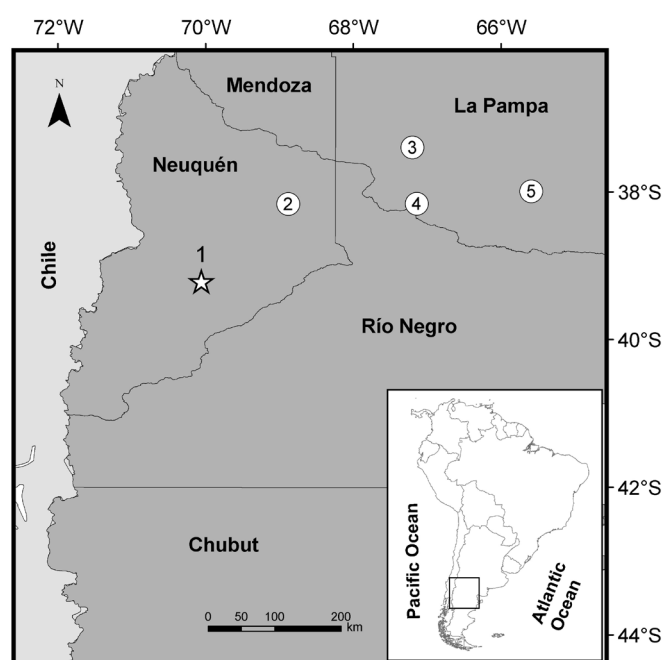 72°W 70°W 68°W 66°W
N
Mendoza
La Pampa
3
Neuquén
38°S
2
4
5
Chile
1
Río Negro
40°S
42°S
Chubut
Pacific Ocean
Atlantic
Ocean
0 50 100 200
km
44°S